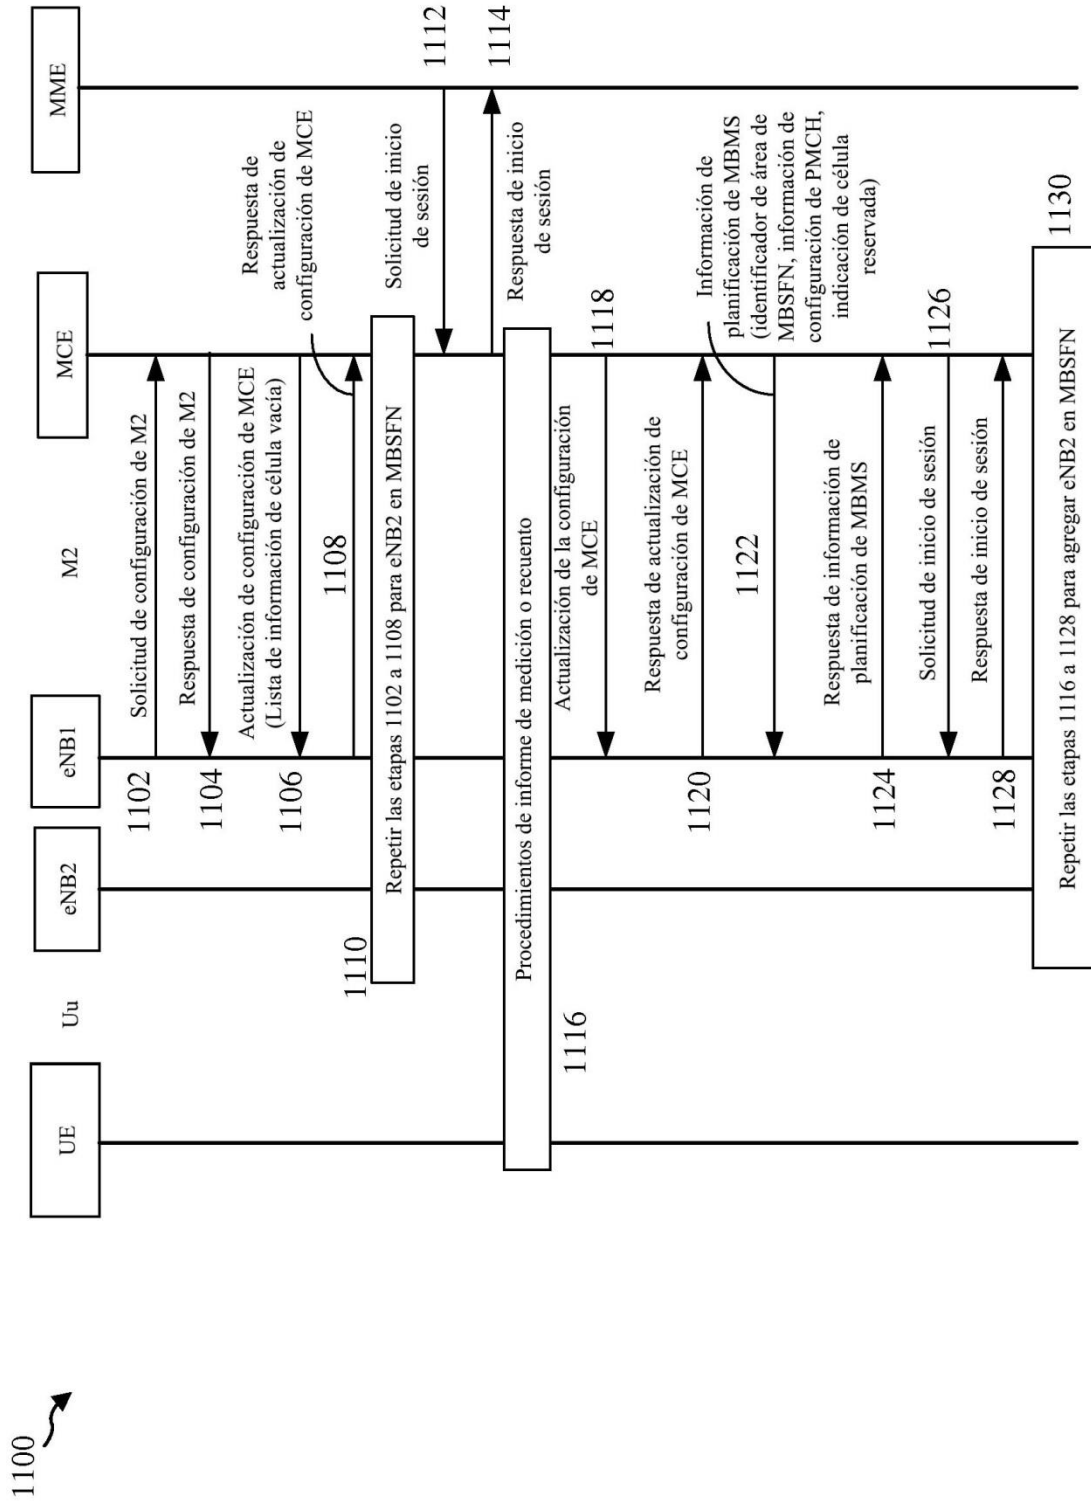 1100
UE
Uu
eNB2
eNB1
M2
MCE
MME
1102
Solicitud de configuración de M2
1104
Respuesta de configuración de M2
1106
Actualización de configuración de MCE
(Lista de información de célula vacía)
1108
Respuesta de
actualización de
configuración de MCE
1110
Repetir las etapas 1102 a 1108 para eNB2 en MBSFN
Solicitud de inicio
de sesión
1112
Respuesta de inicio
de sesión
1114
Procedimientos de informe de medición o recuento
1116
Actualización de la configuración
de MCE
1118
Respuesta de actualización de
configuración de MCE
1120
1122
Información de
planificación de MBMS
(identificador de área de
MBSFN, información de
configuración de PMCH,
indicación de célula
reservada)
Respuesta de información de
planificación de MBMS
1124
Solicitud de inicio de sesión
1126
Respuesta de inicio de sesión
1128
Repetir las etapas 1116 a 1128 para agregar eNB2 en MBSFN
1130